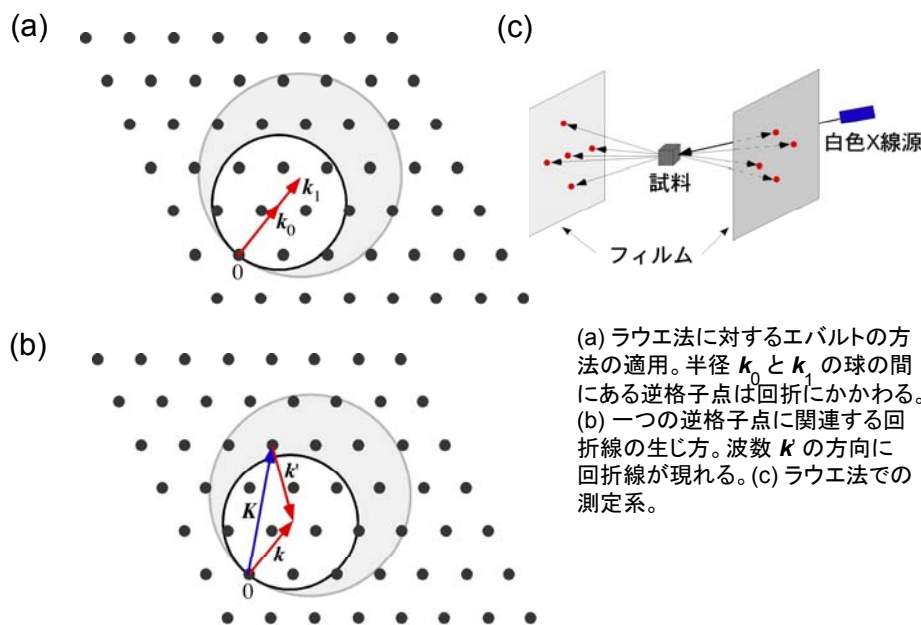 (a)
k₁
k₀
0
(b)
k'
K
k
0
(c)
白色X線源
試料
フィルム
(a) ラウエ法に対するエバルトの方
法の適用。半径 k₀ と k₁ の球の間
にある逆格子点は回折にかかわる。
(b) 一つの逆格子点に関連する回
折線の生じ方。波数 k' の方向に
回折線が現れる。(c) ラウエ法での
測定系。